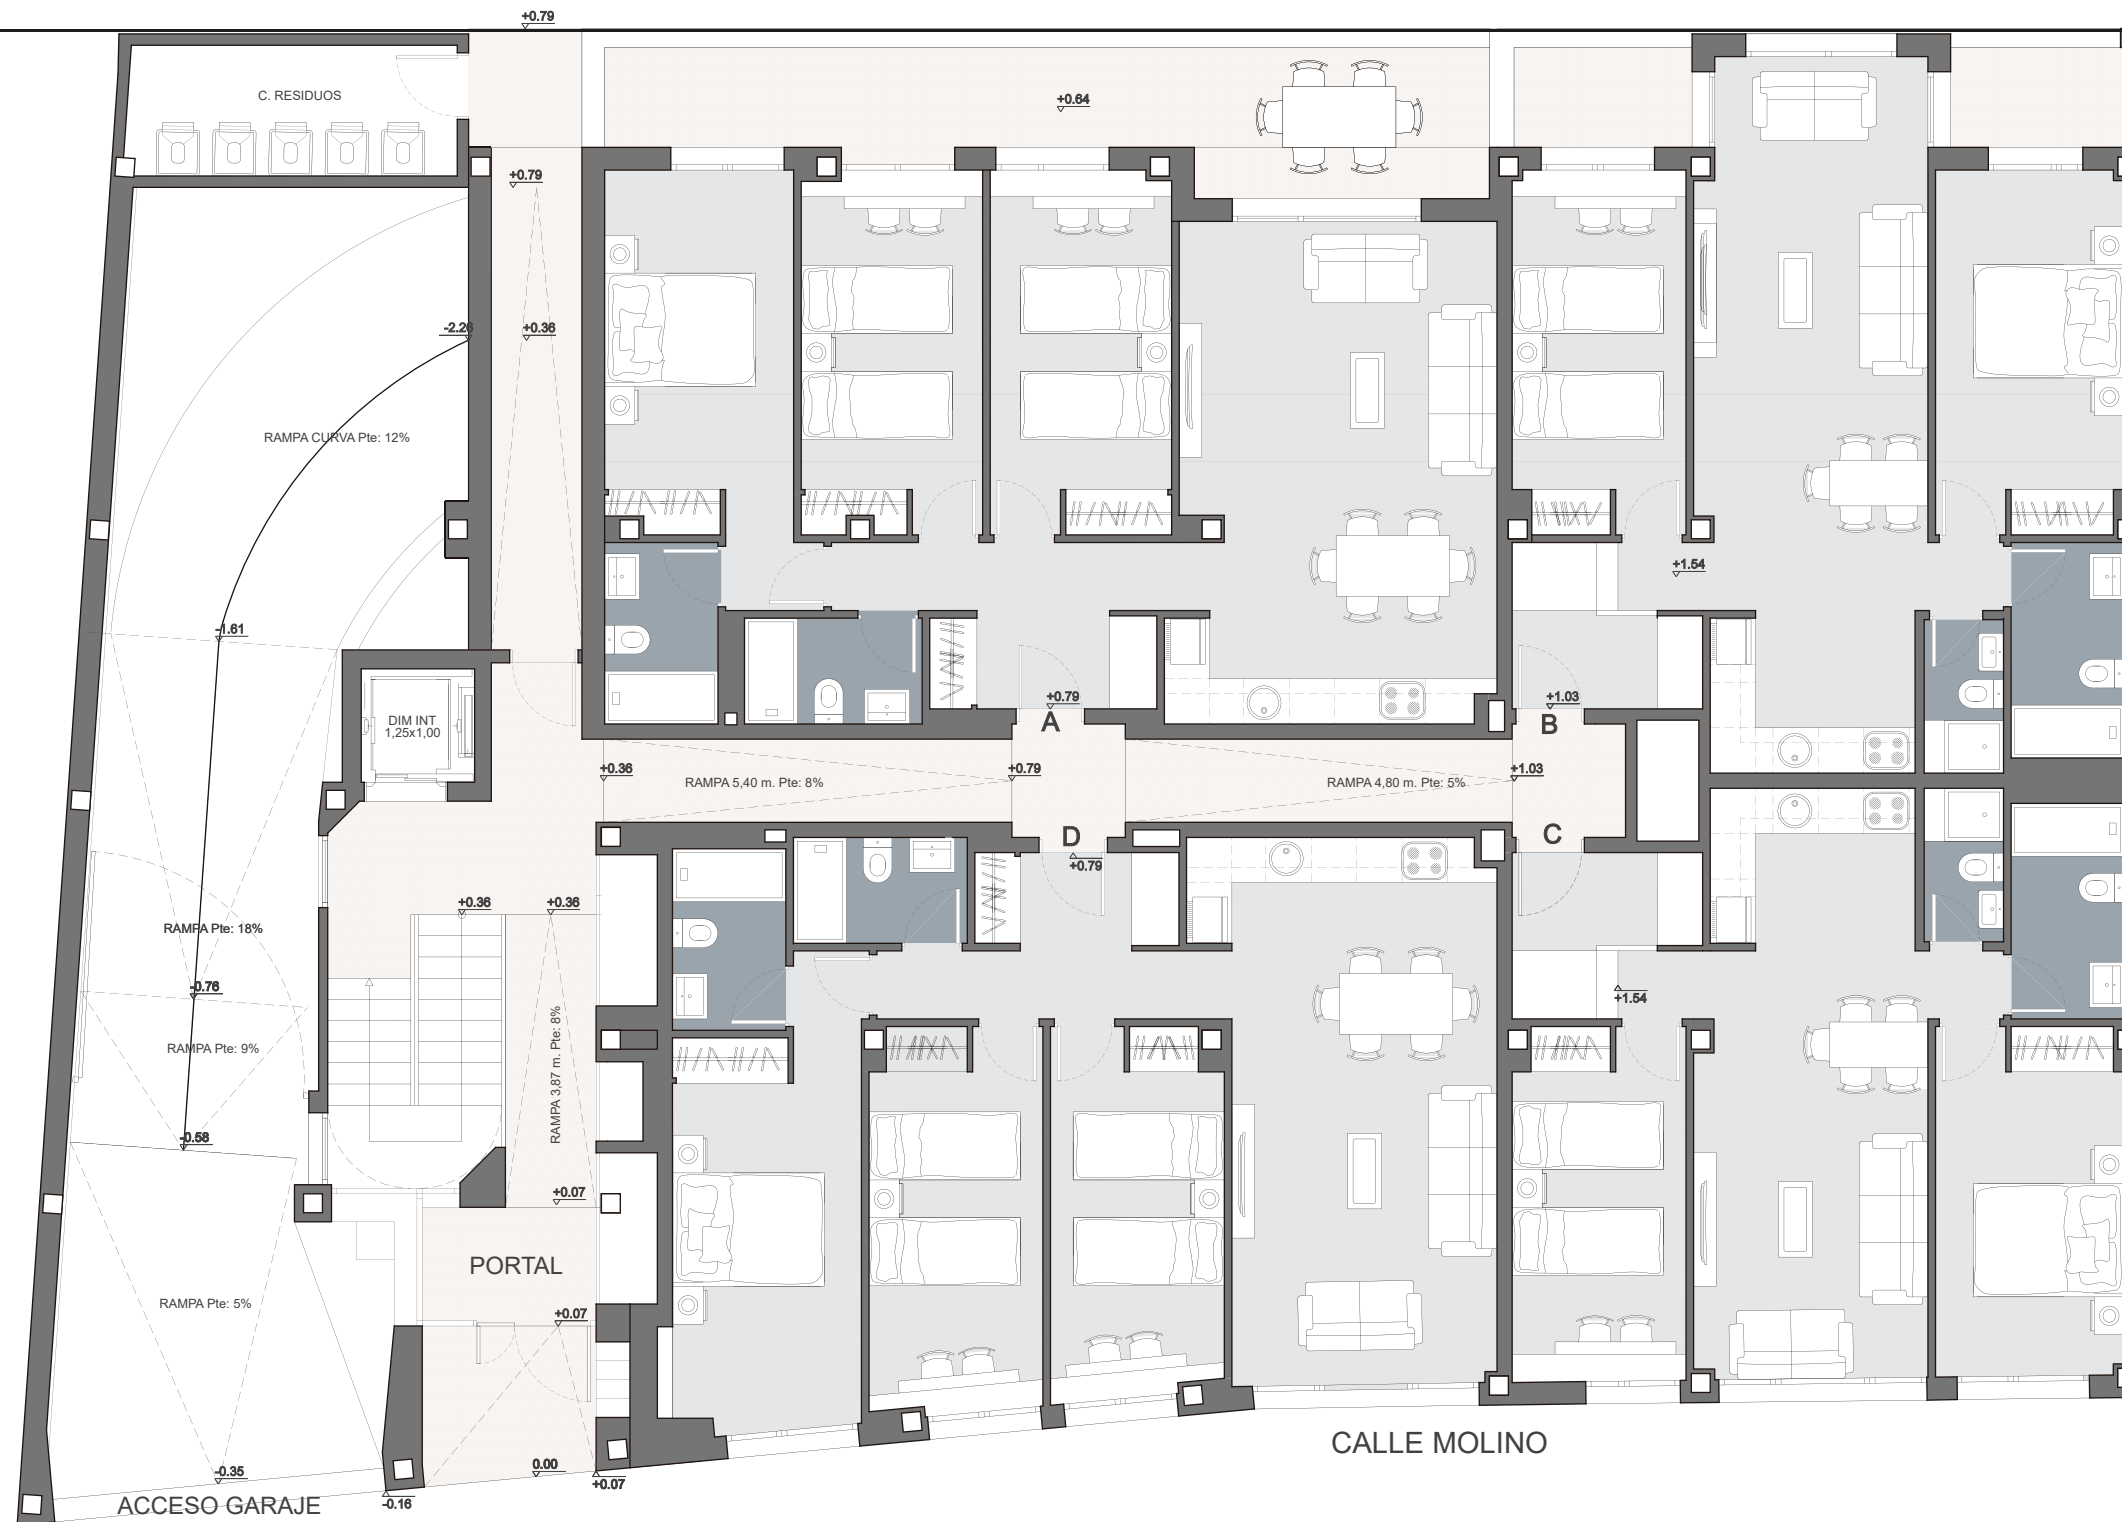 +0.79
C. RESIDUOS
+0.64
+0.79
-2.26
+0.36
RAMPA CURVA Pte: 12%
+1.54
-1.61
DIM INT
1,25x1,00
+0.79
A
+1.03
B
+0.36
RAMPA 5,40 m. Pte: 8%
+0.79
RAMPA 4,80 m. Pte: 5%
+1.03
D
+0.79
C
+0.36
+0.36
RAMPA Pte: 18%
-0.76
+1.54
RAMPA Pte: 9%
RAMPA 3,87 m. Pte: 8%
-0.58
+0.07
PORTAL
RAMPA Pte: 5%
+0.07
CALLE MOLINO
-0.35
0.00
+0.07
-0.16
ACCESO GARAJE